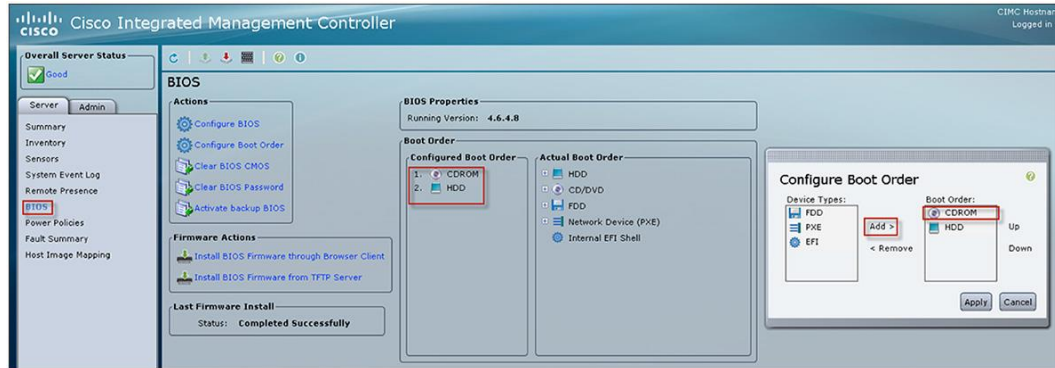 CISCO
Cisco Integrated Management Controller
CIMC Hostnar
Logged in
Overall Server Status
Good
Server
Admin
Summary
Inventory
Sensors
System Event Log
Remote Presence
BIOS
Power Policies
Fault Summary
Host Image Mapping
BIOS
Actions
Configure BIOS
Configure Boot Order
Clear BIOS CMOS
Clear BIOS Password
Activate backup BIOS
Firmware Actions
Install BIOS Firmware through Browser Client
Install BIOS Firmware from TFTP Server
Last Firmware Install
Status: Completed Successfully
BIOS Properties
Running Version: 4.6.4.8
Boot Order
Configured Boot Order
1. CDROM
2. HDD
Actual Boot Order
HDD
CD/DVD
FDD
Network Device (PXE)
Internal EFI Shell
Configure Boot Order
Device Types:
FDD
PXE
EFI
Add >
< Remove
Boot Order:
CDROM
HDD
Up
Down
Apply
Cancel